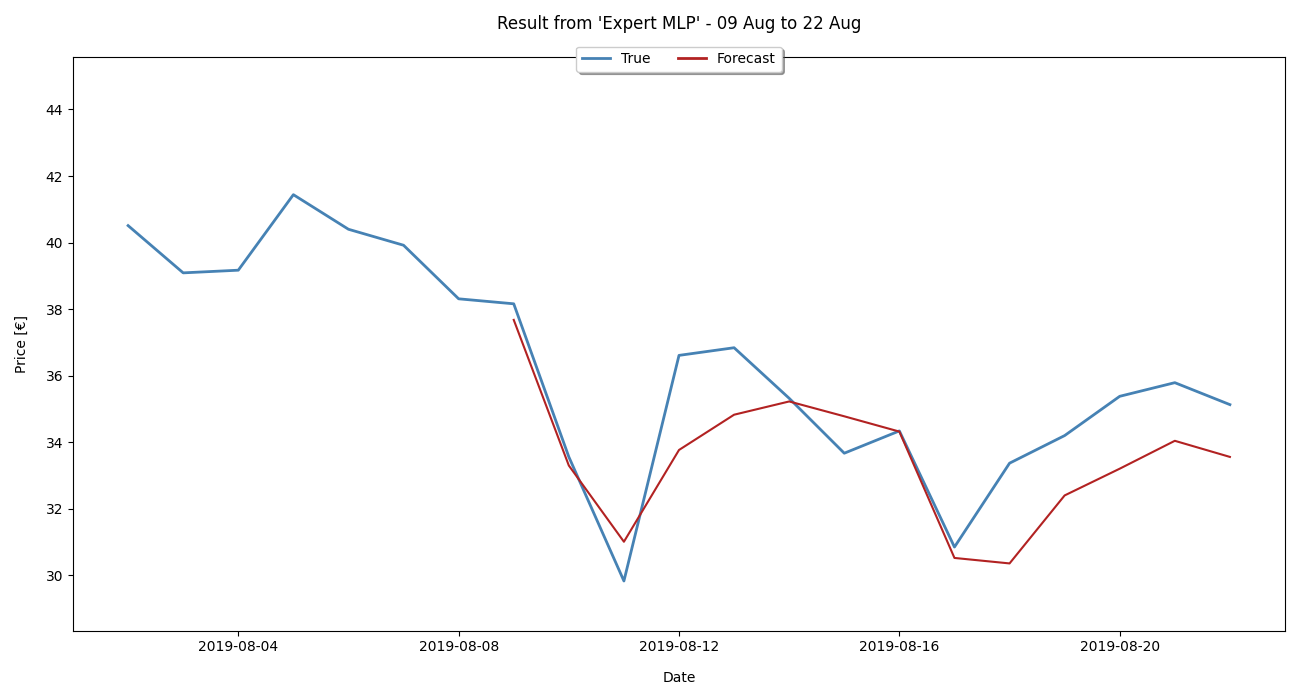 Result from 'Expert MLP' - 09 Aug to 22 Aug
True Forecast
44
42
40
38
36
34
32
30
Price [€]
2019-08-04 2019-08-08 2019-08-12 2019-08-16 2019-08-20
Date